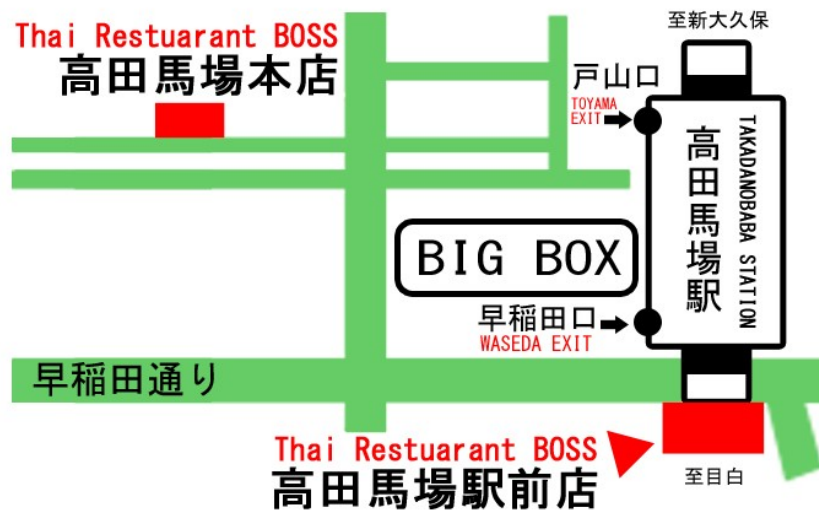 至新大久保
Thai Restuarant BOSS
高田馬場本店
戸山口
TOYAMA
EXIT
高田馬場駅
TAKADANOBABA STATION
BIG BOX
早稲田口
WASEDA EXIT
早稲田通り
Thai Restuarant BOSS
高田馬場駅前店
至目白